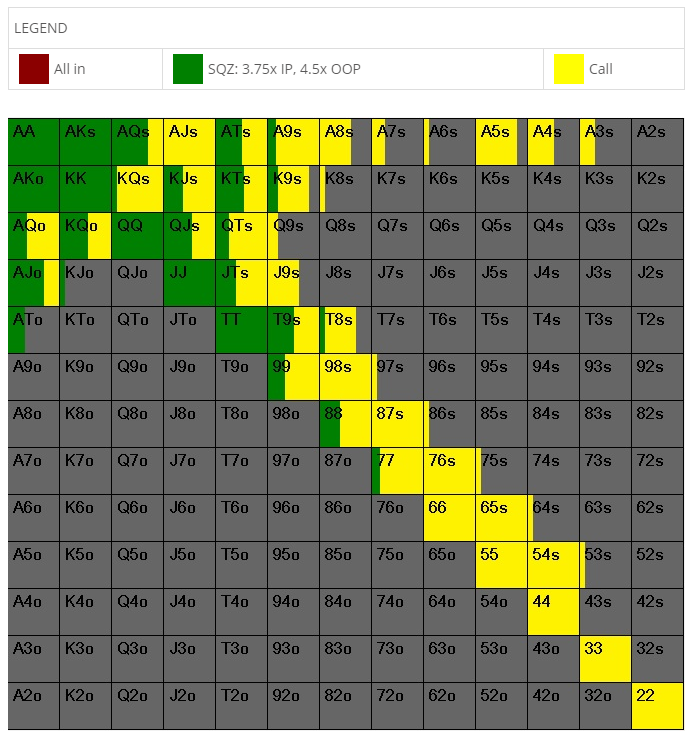 LEGEND
All in SQZ: 3.75x IP, 4.5x OOP Call
AA AKs AQs AJs ATs A9s A8s A7s A6s A5s A4s A3s A2s
AKo KK KQs KJs KTs K9s K8s K7s K6s K5s K4s K3s K2s
AQo KQo QQ QJs QTs Q9s Q8s Q7s Q6s Q5s Q4s Q3s Q2s
AJo KJo QJo JJ JTs J9s J8s J7s J6s J5s J4s J3s J2s
ATo KTo QTo JTo TT T9s T8s T7s T6s T5s T4s T3s T2s
A9o K9o Q9o J9o T9o 99 98s 97s 96s 95s 94s 93s 92s
A8o K8o Q8o J8o T8o 98o 88 87s 86s 85s 84s 83s 82s
A7o K7o Q7o J7o T7o 97o 87o 77 76s 75s 74s 73s 72s
A6o K6o Q6o J6o T6o 96o 86o 76o 66 65s 64s 63s 62s
A5o K5o Q5o J5o T5o 95o 85o 75o 65o 55 54s 53s 52s
A4o K4o Q4o J4o T4o 94o 84o 74o 64o 54o 44 43s 42s
A3o K3o Q3o J3o T3o 93o 83o 73o 63o 53o 43o 33 32s
A2o K2o Q2o J2o T2o 92o 82o 72o 62o 52o 42o 32o 22